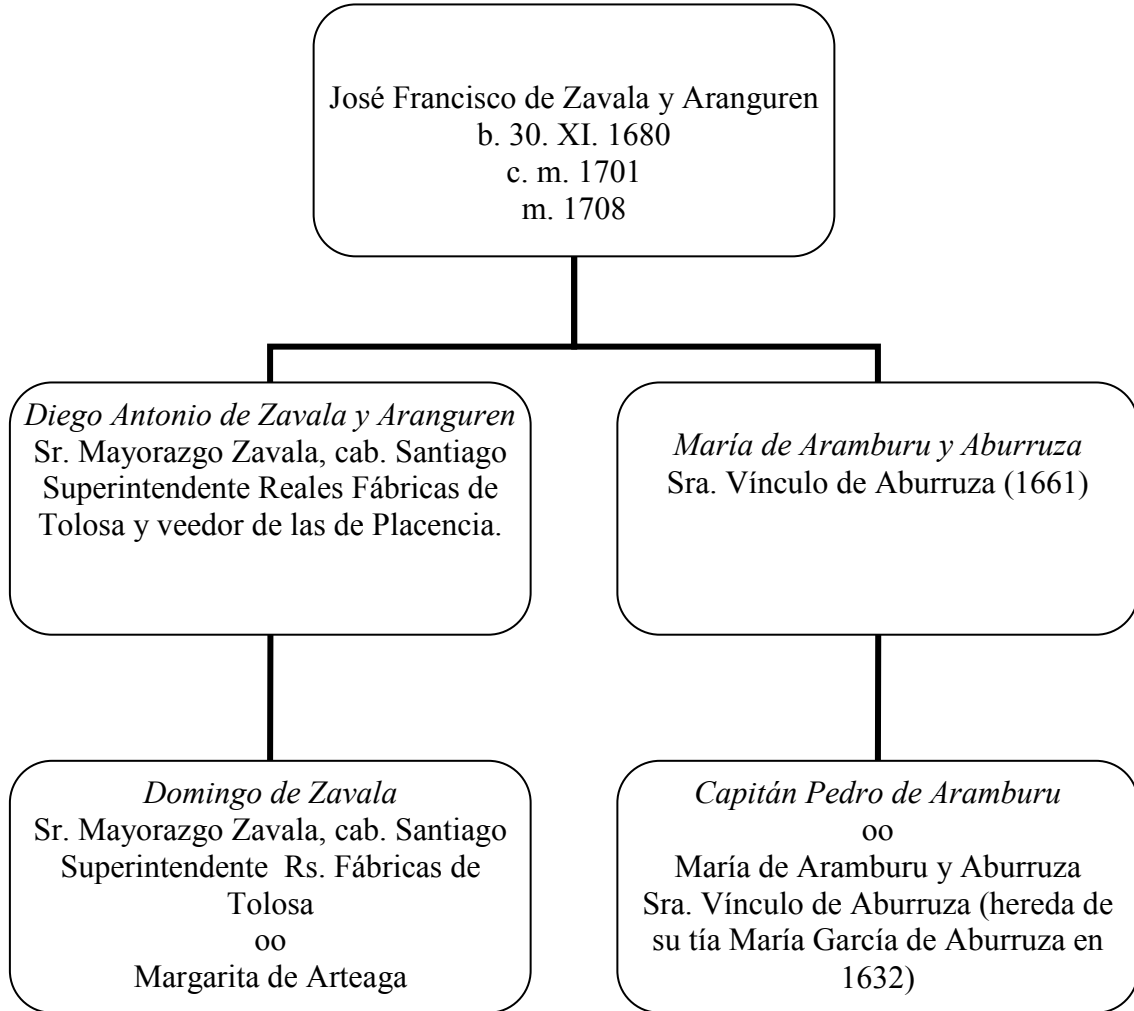 José Francisco de Zavala y Aranguren
b. 30. XI. 1680
c. m. 1701
m. 1708
Diego Antonio de Zavala y Aranguren
Sr. Mayorazgo Zavala, cab. Santiago
Superintendente Reales Fábricas de
Tolosa y veedor de las de Placencia.
María de Aramburu y Aburruza
Sra. Vínculo de Aburruza (1661)
Domingo de Zavala
Sr. Mayorazgo Zavala, cab. Santiago
Superintendente Rs. Fábricas de
Tolosa
oo
Margarita de Arteaga
Capitán Pedro de Aramburu
oo
María de Aramburu y Aburruza
Sra. Vínculo de Aburruza (hereda de
su tía María García de Aburruza en
1632)